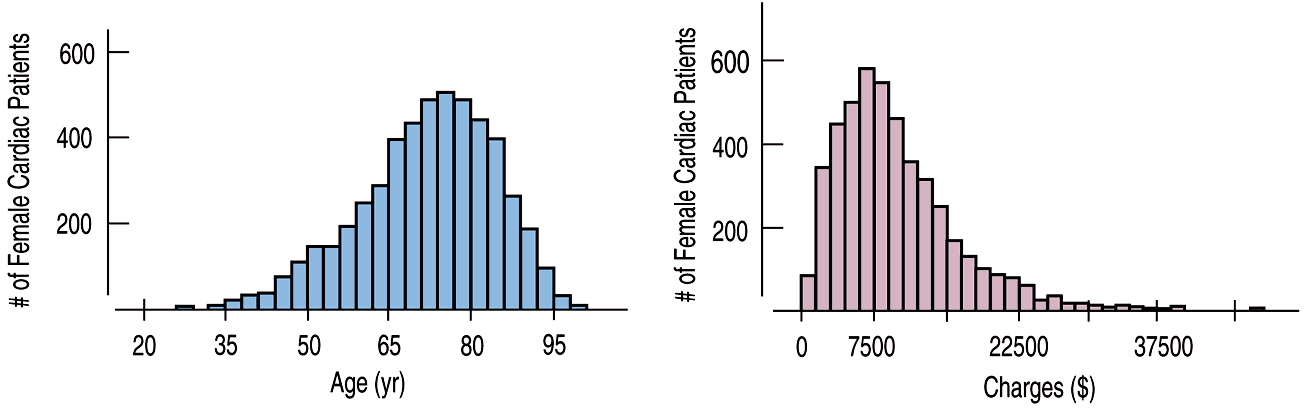 # of Female Cardiac Patients
600
400
200
20 35 50 65 80 95
Age (yr)
# of Female Cardiac Patients
600
400
200
0 7500 22500 37500
Charges ($)